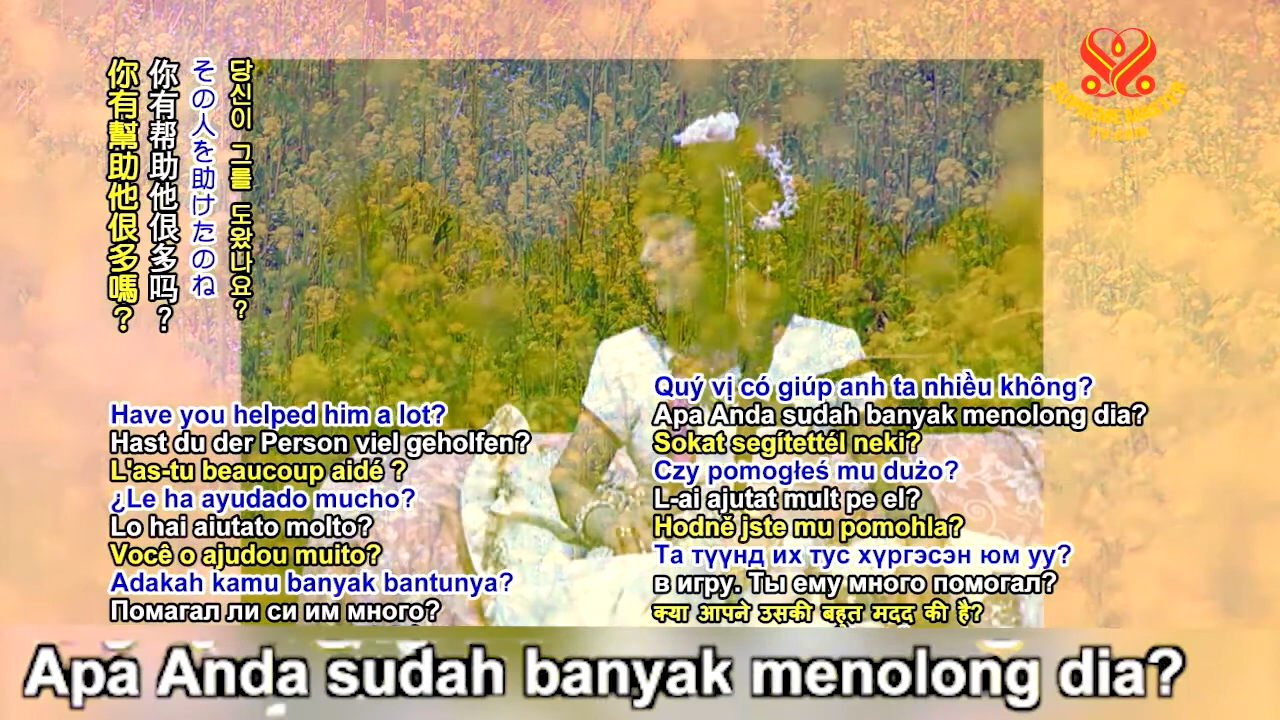 你有幫助他很多嗎？
你有帮助他很多吗？
その人を助けたのね
당신이 그를 도왔나요?
SUPREME MASTER
TV.com
Have you helped him a lot?
Hast du der Person viel geholfen?
L'as-tu beaucoup aidé ?
¿Le ha ayudado mucho?
Lo hai aiutato molto?
Você o ajudou muito?
Adakah kamu banyak bantunya?
Помагал ли си им много?
Quý vị có giúp anh ta nhiều không?
Apa Anda sudah banyak menolong dia?
Sokat segítettél neki?
Czy pomogłeś mu dużo?
L-ai ajutat mult pe el?
Hodně jste mu pomohla?
Та түүнд их тус хүргэсэн юм уу?
в игру. Ты ему много помогал?
क्या आपने उसकी बहुत मदद की है?
Apa Anda sudah banyak menolong dia?